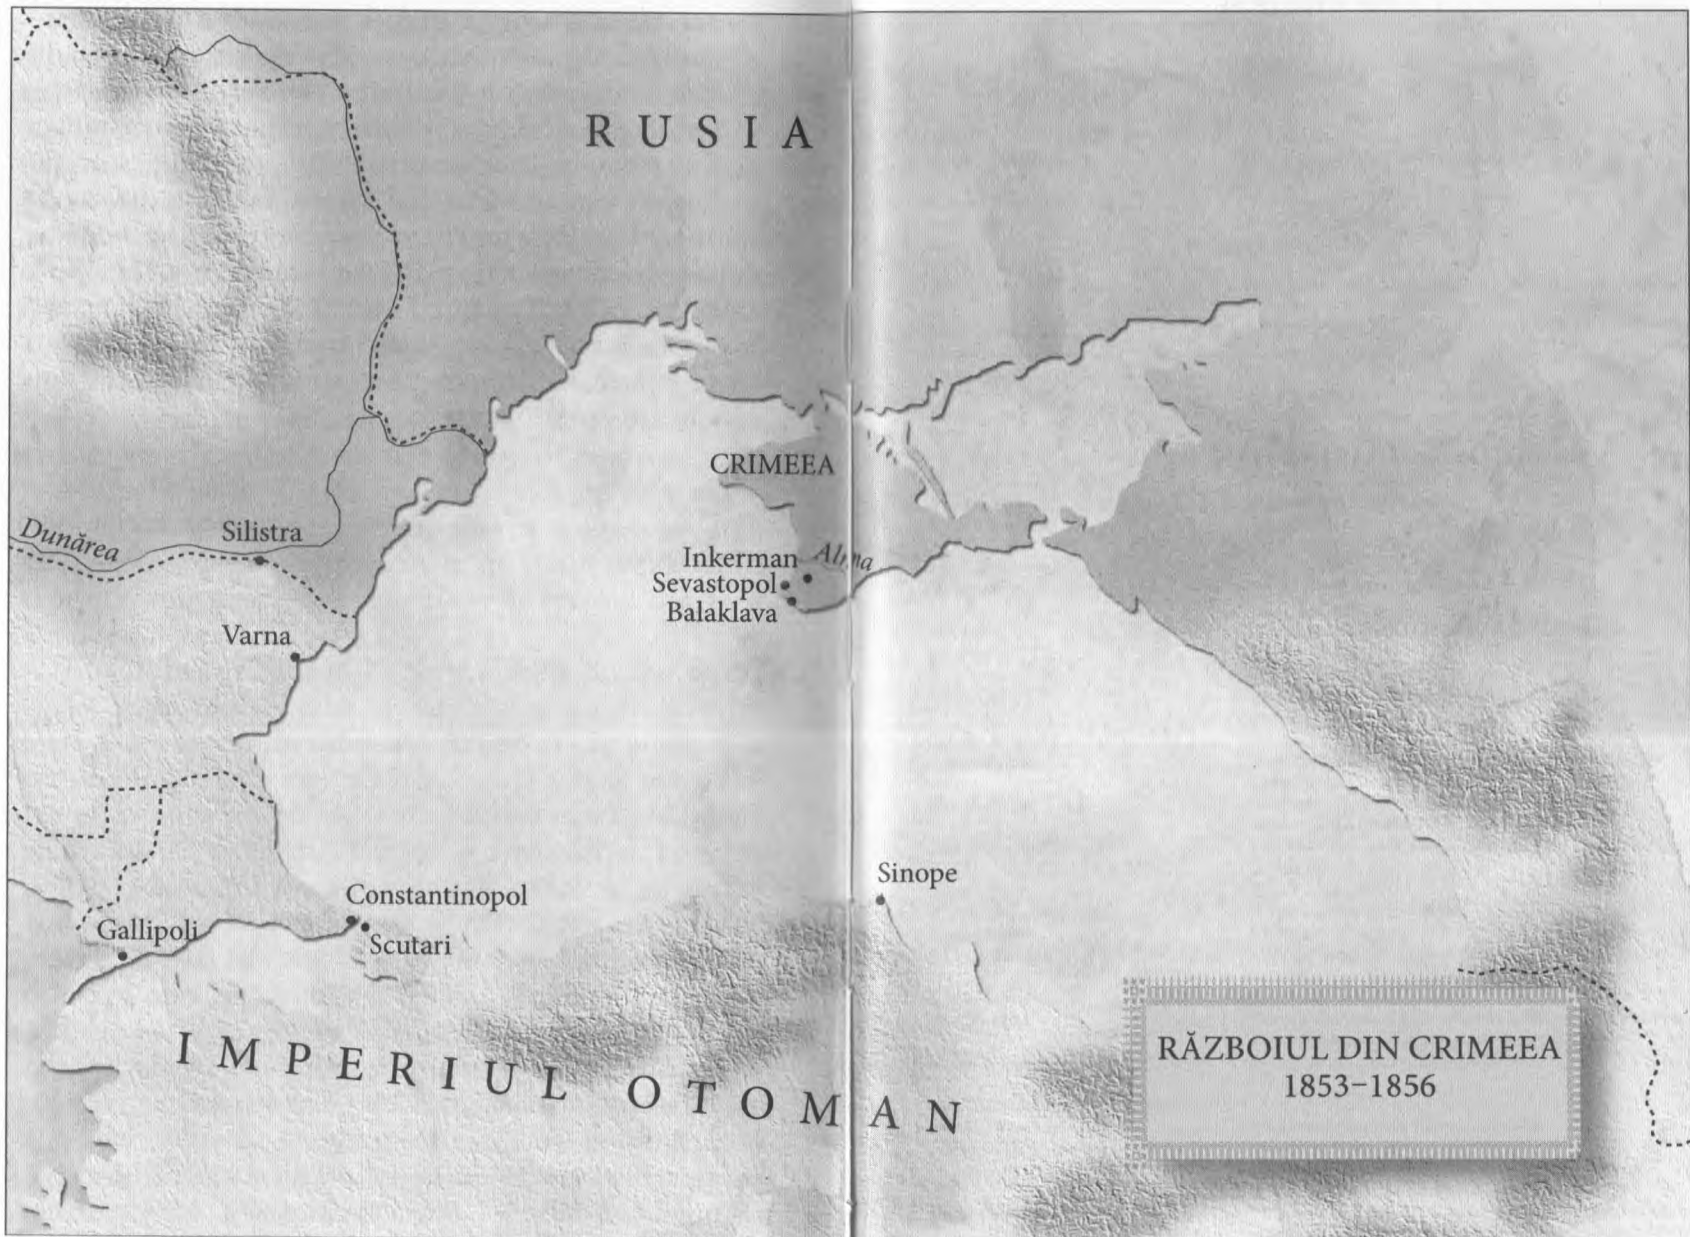 RUSIA
CRIMEEA
Dunărea
Silistra
Inkerman
Alma
Sevastopol
Balaklava
Varna
Sinope
Constantinopol
Gallipoli
Scutari
IMPERIUL OTOMAN
RĂZBOIUL DIN CRIMEEA
1853–1856